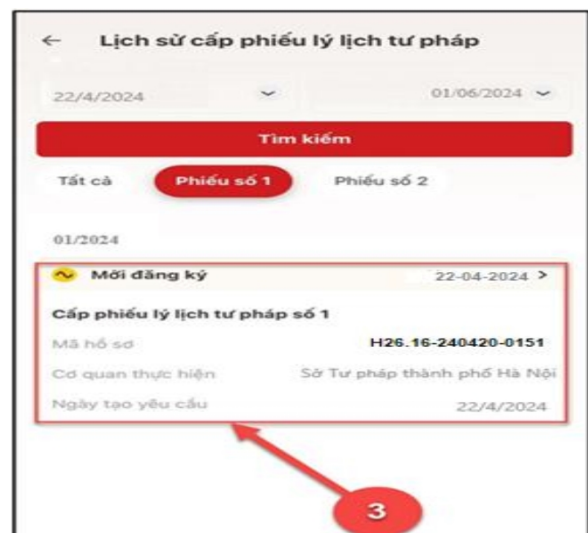 ← Lịch sử cấp phiếu lý lịch tư pháp
22/4/2024 01/06/2024
Tìm kiếm
Tất cả Phiếu số 1 Phiếu số 2
01/2024
Mới đăng ký 22-04-2024 >
Cấp phiếu lý lịch tư pháp số 1
Mã hồ sơ H26.16-240420-0151
Cơ quan thực hiện Sở Tư pháp thành phố Hà Nội
Ngày tạo yêu cầu 22/4/2024
3